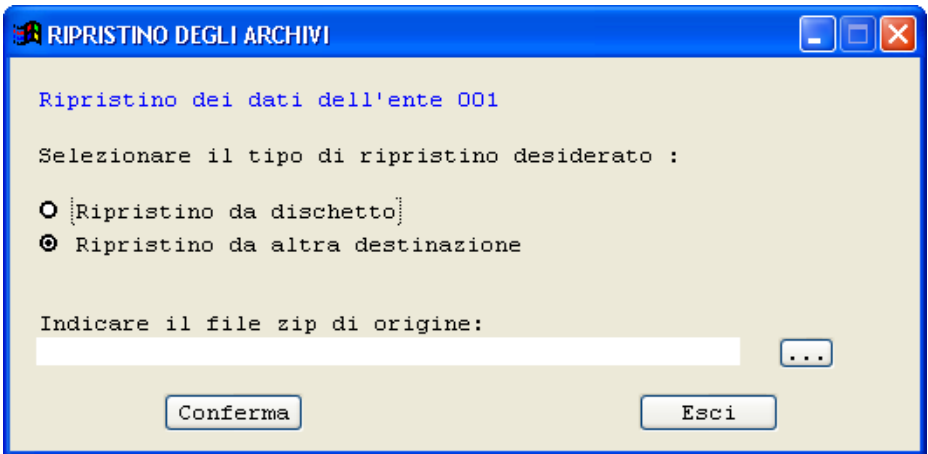 RIPRISTINO DEGLI ARCHIVI
Ripristino dei dati dell'ente 001
Selezionare il tipo di ripristino desiderato :
Ripristino da dischetto
Ripristino da altra destinazione
Indicare il file zip di origine:
...
Conferma Esci